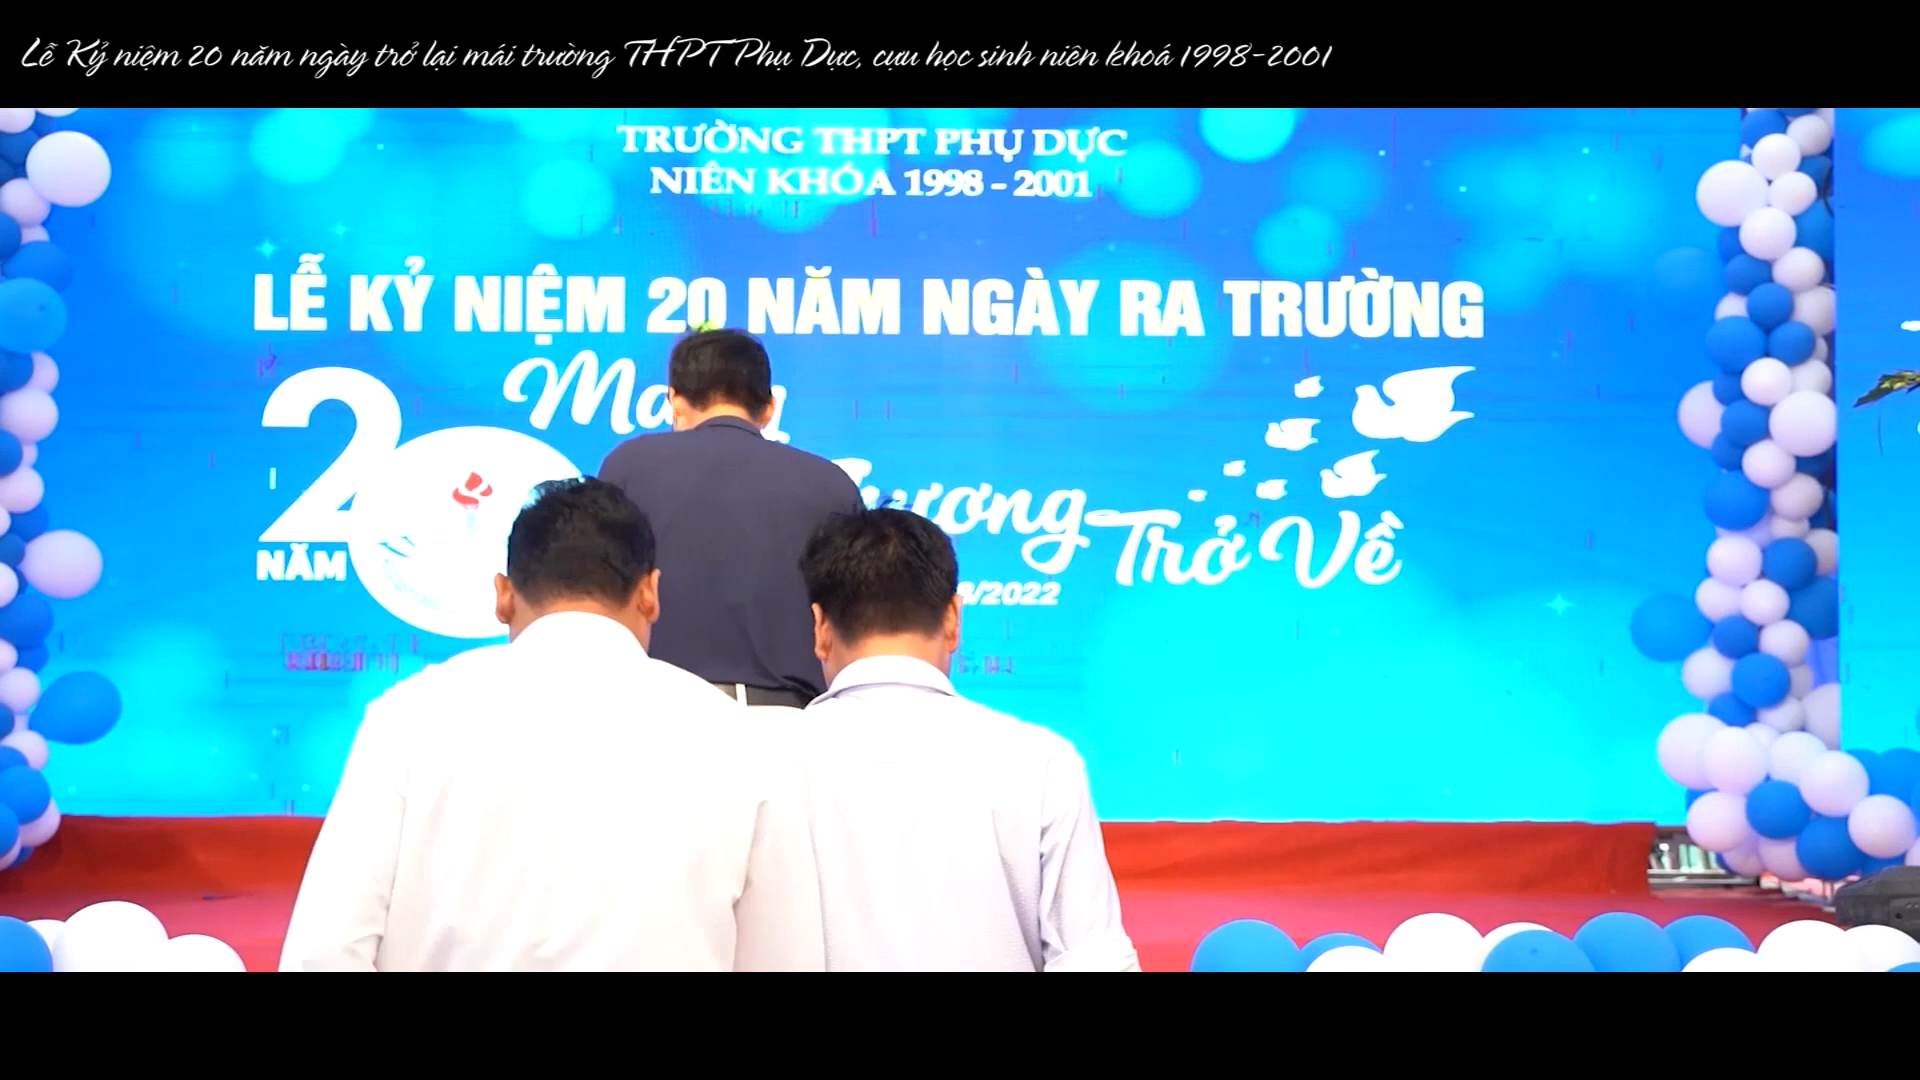 Lễ Kỷ niệm 20 năm ngày trở lại mái trường THPT Phụ Dực, cựu học sinh niên khoá 1998-2001
TRƯỜNG THPT PHỤ DỰC
NIÊN KHÓA 1998 - 2001
LỄ KỶ NIỆM 20 NĂM NGÀY RA TRƯỜNG
20
NĂM
Trở Về
/2022